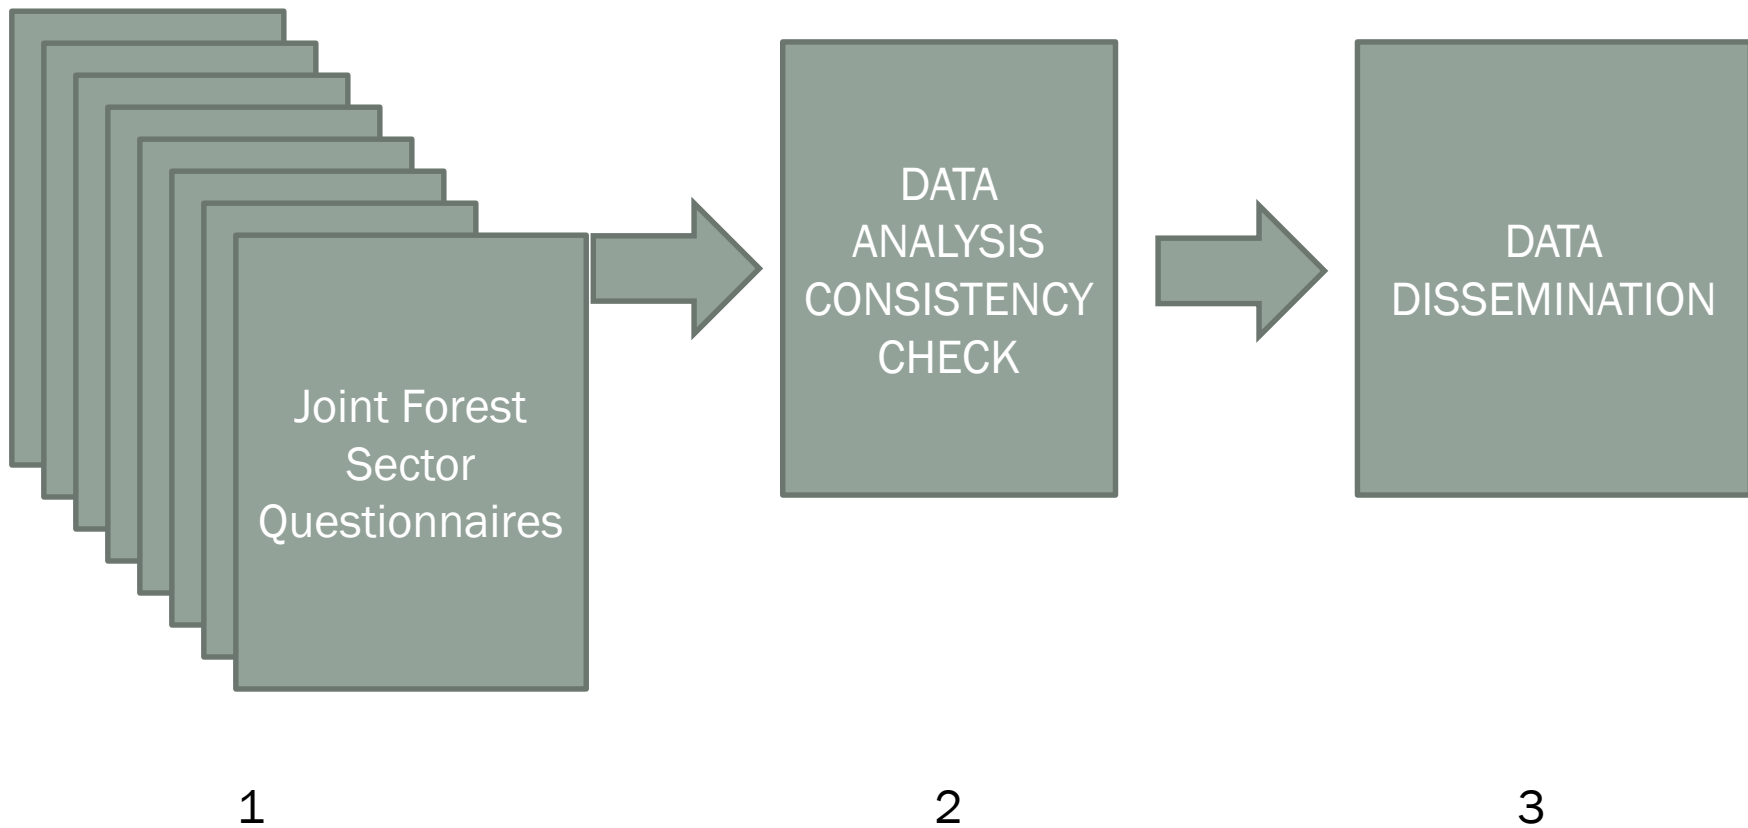 Joint Forest
Sector
Questionnaires
DATA
ANALYSIS
CONSISTENCY
CHECK
DATA
DISSEMINATION
1
2
3